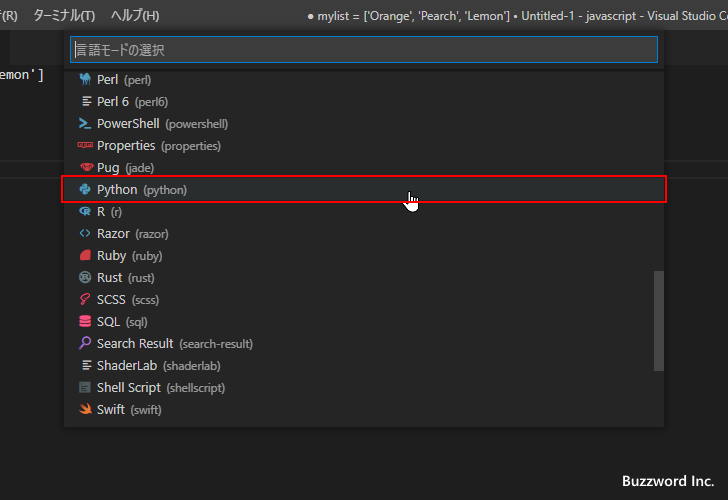 (R) ターミナル(T) ヘルプ(H) ● mylist = ['Orange', 'Pearch', 'Lemon'] • Untitled-1 - javascript - Visual Studio Co
言語モードの選択
emon']
Perl (perl)
Perl 6 (perl6)
PowerShell (powershell)
Properties (properties)
Pug (jade)
Python (python)
R (r)
Razor (razor)
Ruby (ruby)
Rust (rust)
SCSS (scss)
SQL (sql)
Search Result (search-result)
ShaderLab (shaderlab)
Shell Script (shellscript)
Swift (swift)
Buzzword Inc.